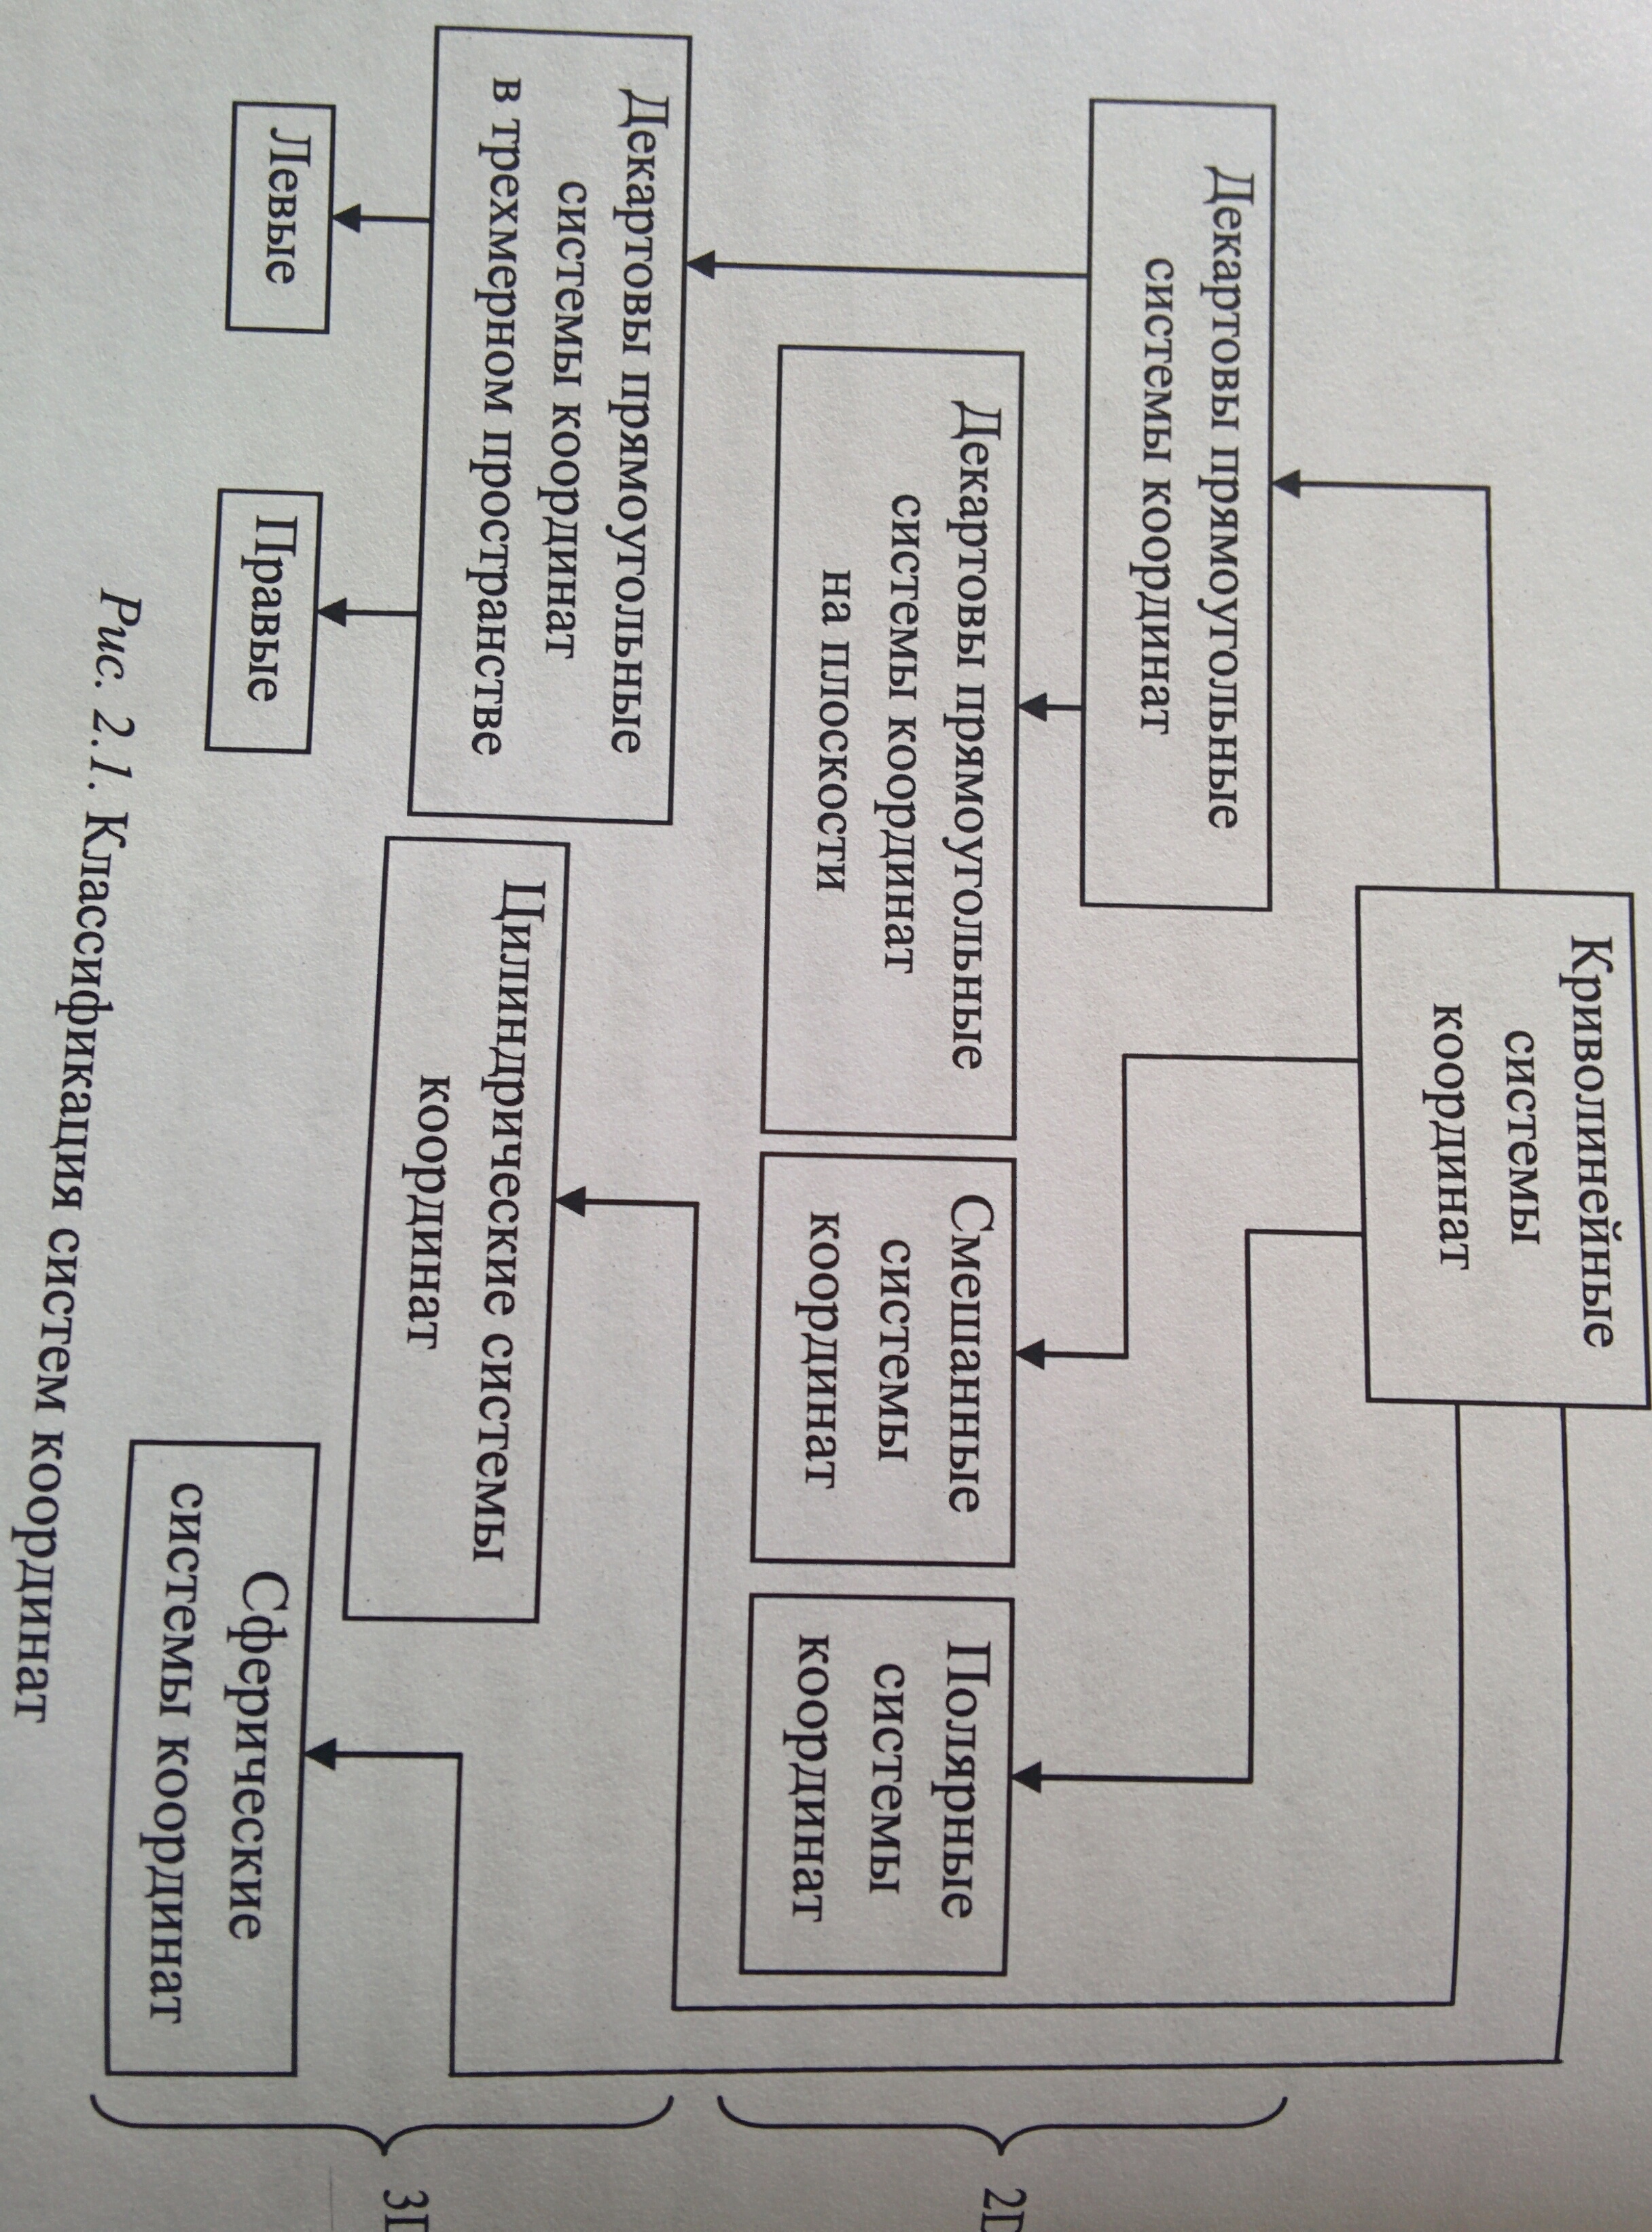 Криволинейные
системы
координат
Декартовы прямоугольные
системы координат
Декартовы прямоугольные
системы координат
на плоскости
Смешанные
системы
координат
Полярные
системы
координат
2D
Декартовы прямоугольные
системы координат
в трехмерном пространстве
Цилиндрические системы
координат
Левые
Правые
Сферические
системы координат
3D
Рис. 2.1. Классификация систем координат